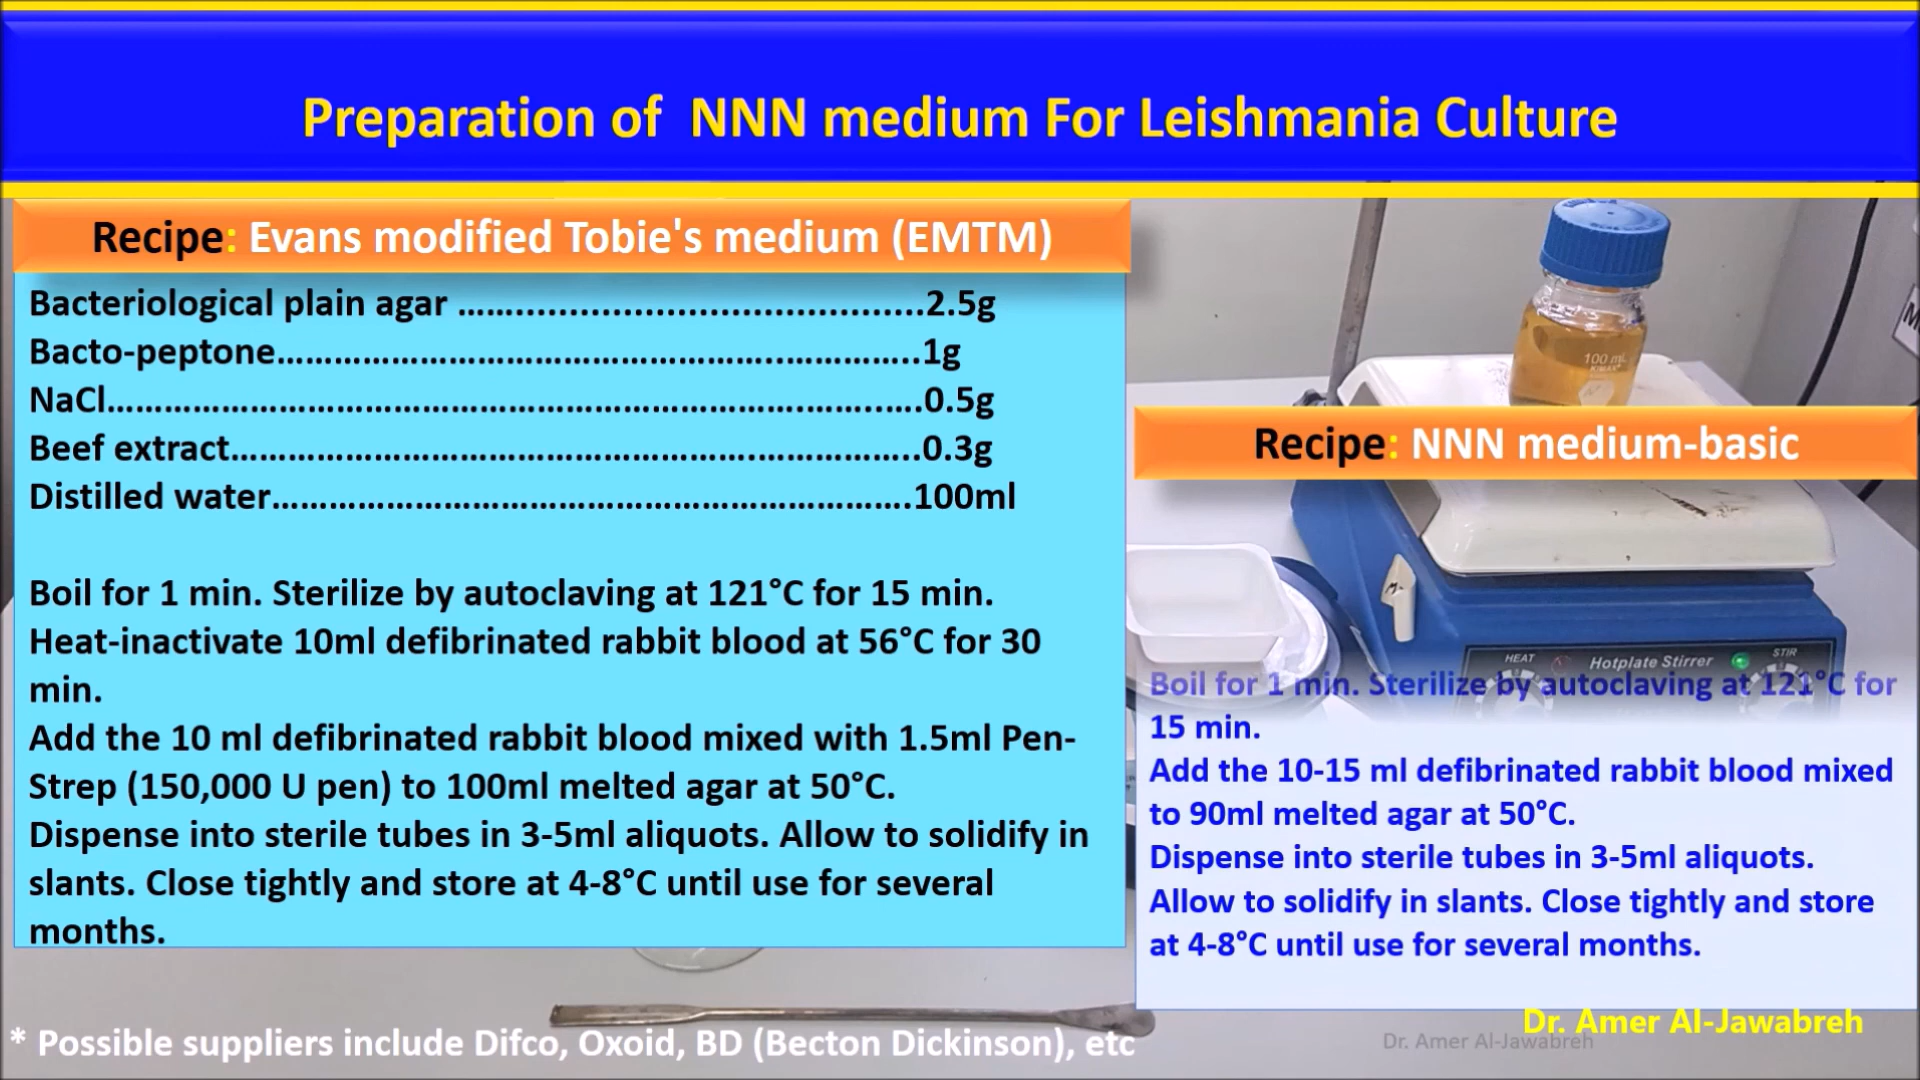 Preparation of NNN medium For Leishmania Culture
Recipe: Evans modified Tobie's medium (EMTM)
Bacteriological plain agar ................................................2.5g
Bacto-peptone................................................................1g
NaCl................................................................................0.5g
Beef extract....................................................................0.3g
Distilled water................................................................100ml
Boil for 1 min. Sterilize by autoclaving at 121°C for 15 min.
Heat-inactivate 10ml defibrinated rabbit blood at 56°C for 30
min.
Add the 10 ml defibrinated rabbit blood mixed with 1.5ml Pen-
Strep (150,000 U pen) to 100ml melted agar at 50°C.
Dispense into sterile tubes in 3-5ml aliquots. Allow to solidify in
slants. Close tightly and store at 4-8°C until use for several
months.
100 mL
KIMAX
Recipe: NNN medium-basic
HEAT
Hotplate Stirrer
STIR
Boil for 1 min. Sterilize by autoclaving at 121°C for
15 min.
Add the 10-15 ml defibrinated rabbit blood mixed
to 90ml melted agar at 50°C.
Dispense into sterile tubes in 3-5ml aliquots.
Allow to solidify in slants. Close tightly and store
at 4-8°C until use for several months.
* Possible suppliers include Difco, Oxoid, BD (Becton Dickinson), etc
Dr. Amer Al-Jawabreh
Dr. Amer Al-Jawabreh